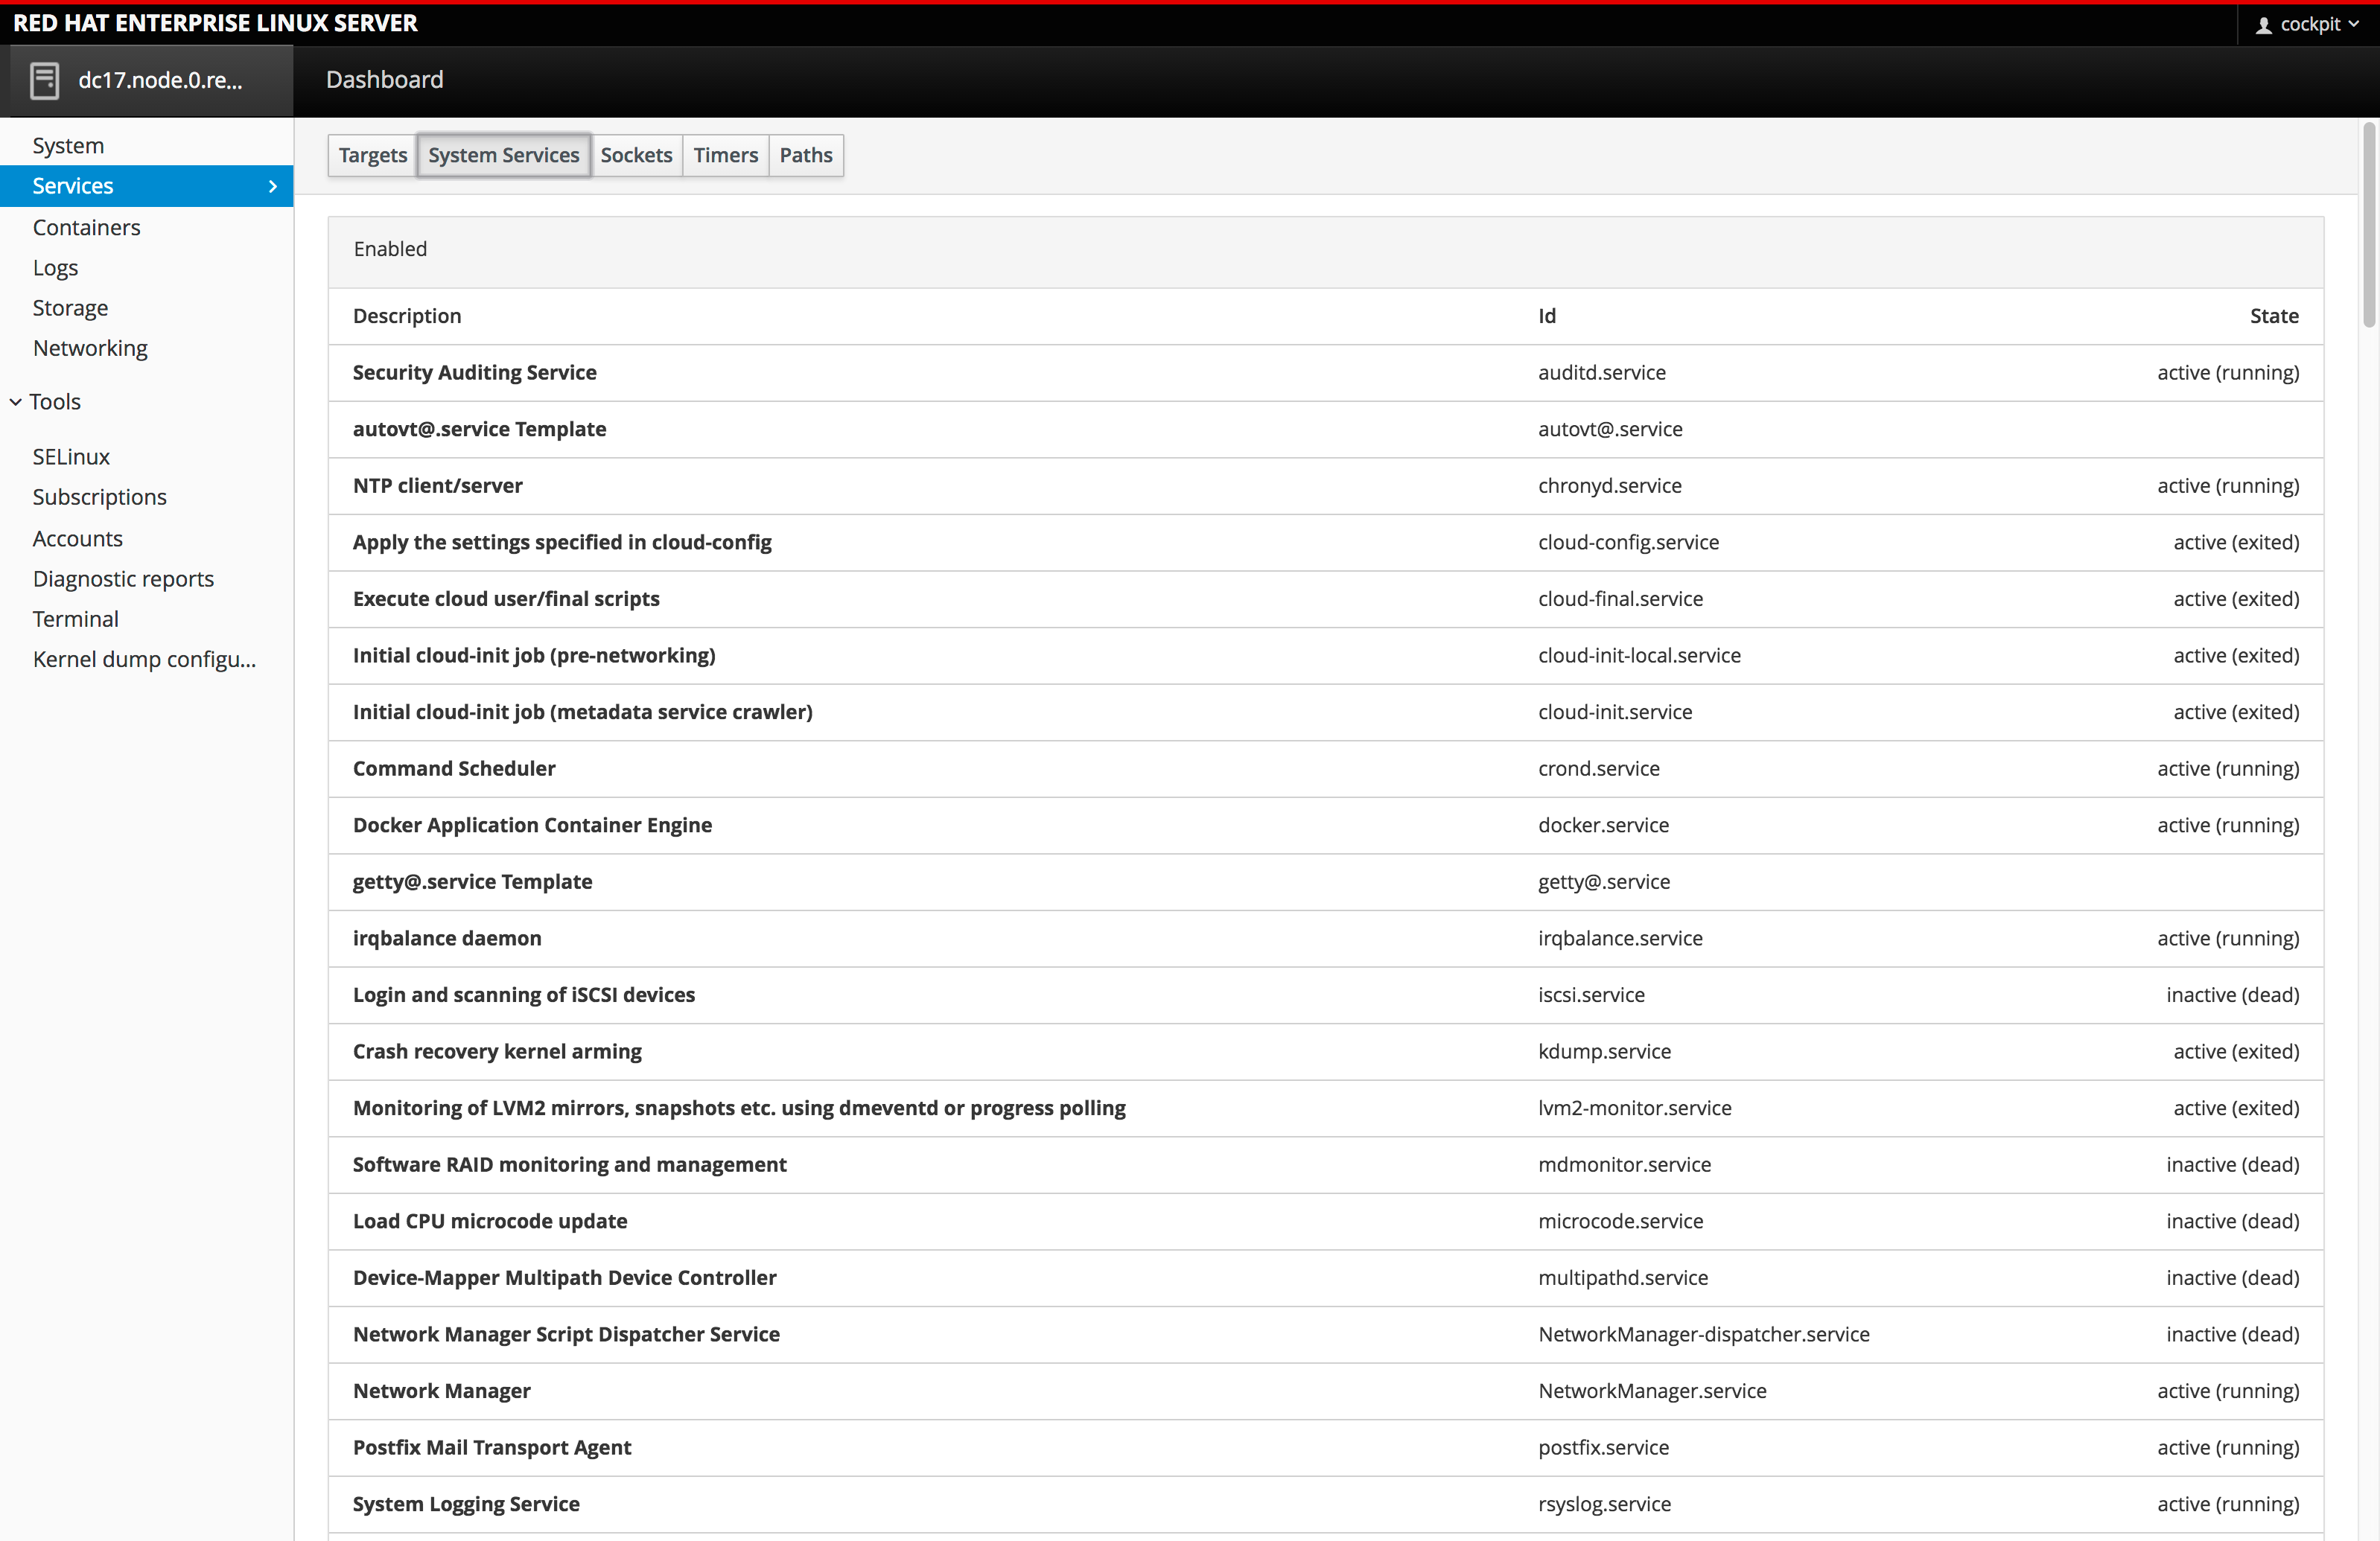 RED HAT ENTERPRISE LINUX SERVER
cockpit
dc17.node.0.re...
Dashboard
System
Services
Containers
Logs
Storage
Networking
Tools
SELinux
Subscriptions
Accounts
Diagnostic reports
Terminal
Kernel dump configu...
Targets System Services Sockets Timers Paths
Enabled
Description Id State
Security Auditing Service auditd.service active (running)
autovt@.service Template autovt@.service
NTP client/server chronyd.service active (running)
Apply the settings specified in cloud-config cloud-config.service active (exited)
Execute cloud user/final scripts cloud-final.service active (exited)
Initial cloud-init job (pre-networking) cloud-init-local.service active (exited)
Initial cloud-init job (metadata service crawler) cloud-init.service active (exited)
Command Scheduler crond.service active (running)
Docker Application Container Engine docker.service active (running)
getty@.service Template getty@.service
irqbalance daemon irqbalance.service active (running)
Login and scanning of iSCSI devices iscsi.service inactive (dead)
Crash recovery kernel arming kdump.service active (exited)
Monitoring of LVM2 mirrors, snapshots etc. using dmeventd or progress polling lvm2-monitor.service active (exited)
Software RAID monitoring and management mdmonitor.service inactive (dead)
Load CPU microcode update microcode.service inactive (dead)
Device-Mapper Multipath Device Controller multipathd.service inactive (dead)
Network Manager Script Dispatcher Service NetworkManager-dispatcher.service inactive (dead)
Network Manager NetworkManager.service active (running)
Postfix Mail Transport Agent postfix.service active (running)
System Logging Service rsyslog.service active (running)